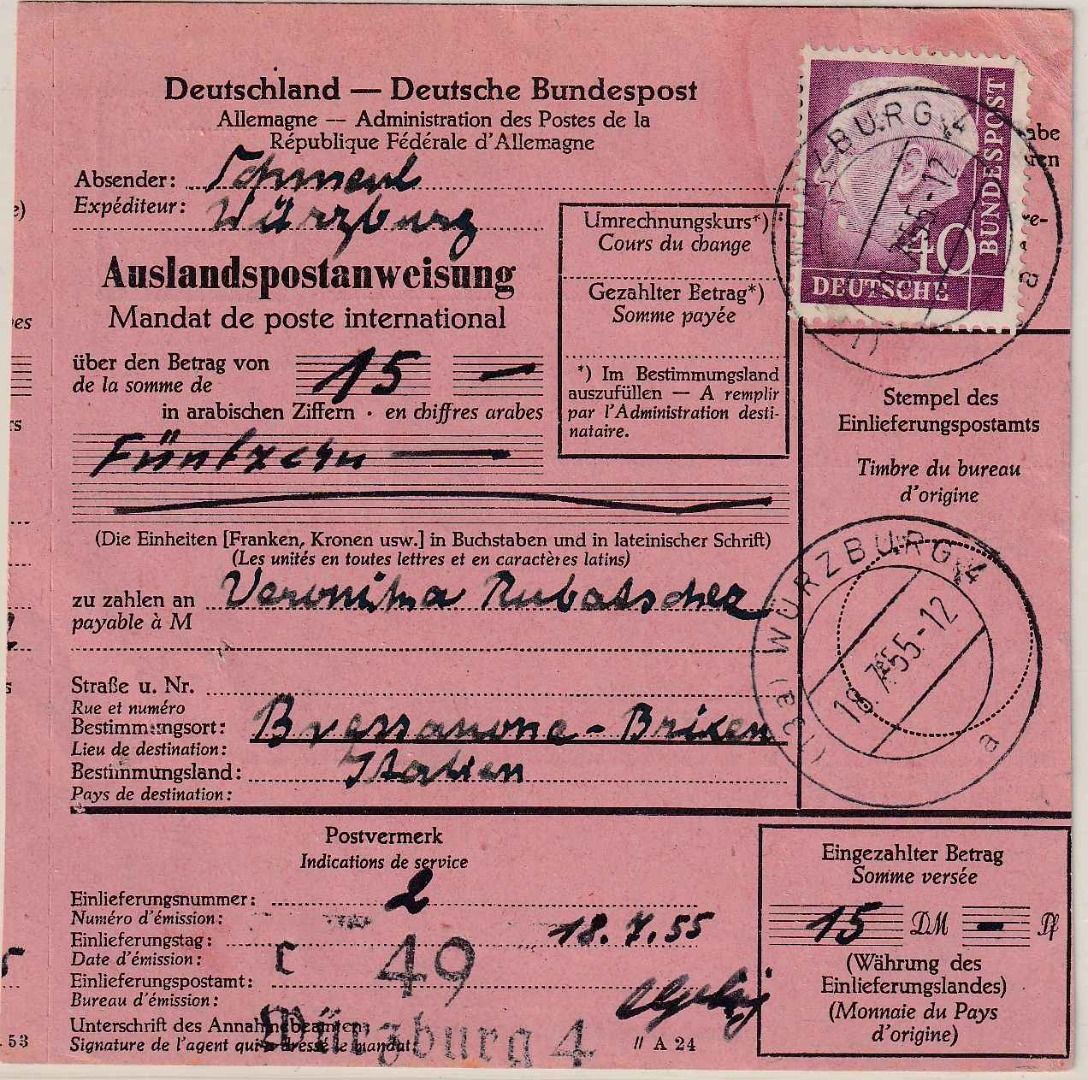 Deutschland — Deutsche Bundespost
Allemagne — Administration des Postes de la
République Fédérale d'Allemagne
Absender:
Expéditeur: Würzburg
Auslandspostanweisung
Mandat de poste international
über den Betrag von 15 —
de la somme de
in arabischen Ziffern · en chiffres arabes
Fünfzehn —
(Die Einheiten [Franken, Kronen usw.] in Buchstaben und in lateinischer Schrift)
(Les unités en toutes lettres et en caractères latins)
zu zahlen an Veronika Rubatscher
payable à M
Straße u. Nr.
Rue et numéro
Bestimmungsort: Bressanone - Brixen
Lieu de destination:
Bestimmungsland: Italien
Pays de destination:
Umrechnungskurs*)
Cours du change
Gezahlter Betrag*)
Somme payée
*) Im Bestimmungsland
auszufüllen — A remplir
par l'Administration desti-
nataire.
BUNDESPOST
40
DEUTSCHE
WÜRZBURG 4
55.-12
a
Stempel des
Einlieferungspostamts
Timbre du bureau
d'origine
(13a) WÜRZBURG 4
18.7.55.-12
a
Postvermerk
Indications de service
Einlieferungsnummer: 2
Numéro d'émission:
Einlieferungstag: 18.7.55
Date d'émission:
c 49
Einlieferungspostamt:
Bureau d'émission:
Würzburg 4
Unterschrift des Annahmebeamten:
Signature de l'agent qui a dressé le mandat:
// A 24
Eingezahlter Betrag
Somme versée
15 DM — Pf
(Währung des
Einlieferungslandes)
(Monnaie du Pays
d'origine)
. 53